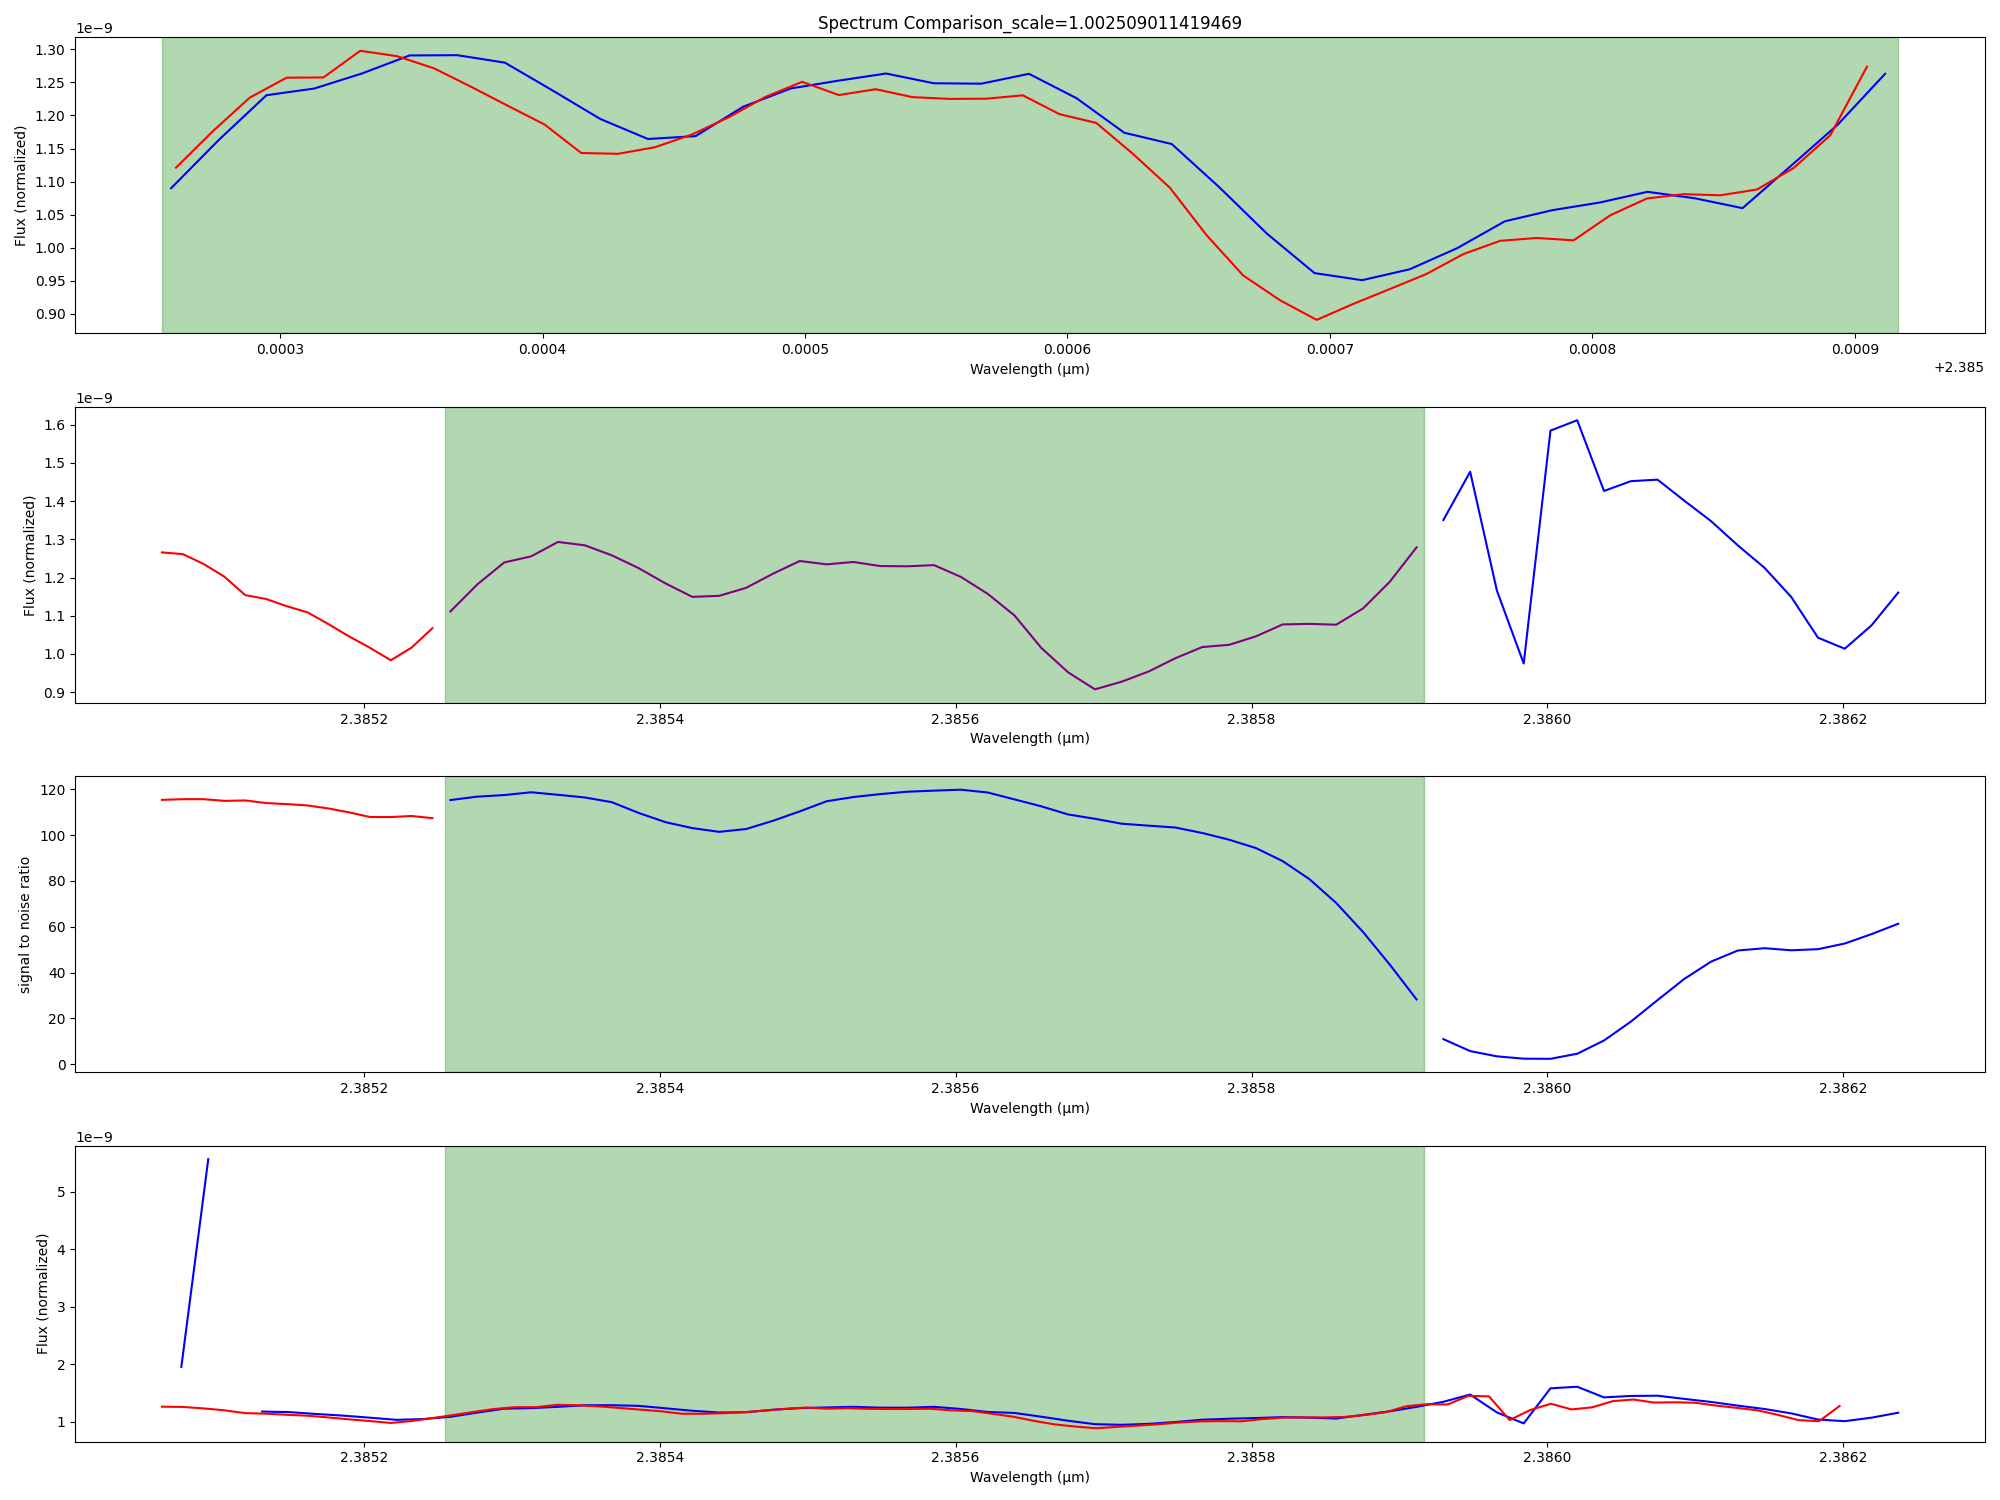 Spectrum Comparison_scale=1.002509011419469
1e−9
1.30
1.25
1.20
1.15
1.10
1.05
1.00
0.95
0.90
Flux (normalized)
0.0003 0.0004 0.0005 0.0006 0.0007 0.0008 0.0009
+2.385
Wavelength (μm)
1e−9
1.6
1.5
1.4
1.3
1.2
1.1
1.0
0.9
Flux (normalized)
2.3852 2.3854 2.3856 2.3858 2.3860 2.3862
Wavelength (μm)
120
100
80
60
40
20
0
signal to noise ratio
2.3852 2.3854 2.3856 2.3858 2.3860 2.3862
Wavelength (μm)
1e−9
5
4
3
2
1
Flux (normalized)
2.3852 2.3854 2.3856 2.3858 2.3860 2.3862
Wavelength (μm)